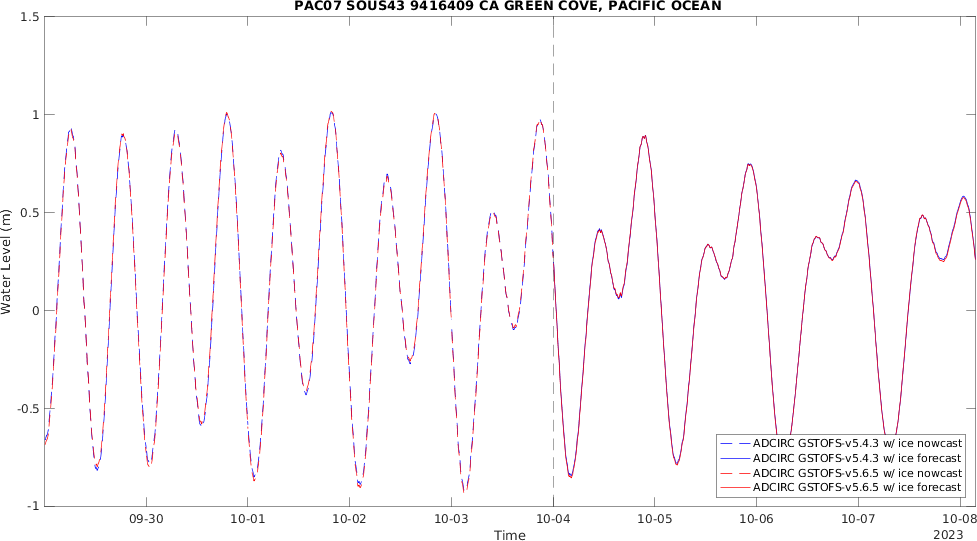 PAC07 SOUS43 9416409 CA GREEN COVE, PACIFIC OCEAN
1.5
1
0.5
0
-0.5
-1
Water Level (m)
ADCIRC GSTOFS-v5.4.3 w/ ice nowcast
ADCIRC GSTOFS-v5.4.3 w/ ice forecast
ADCIRC GSTOFS-v5.6.5 w/ ice nowcast
ADCIRC GSTOFS-v5.6.5 w/ ice forecast
09-30 10-01 10-02 10-03 10-04 10-05 10-06 10-07 10-08
Time
2023